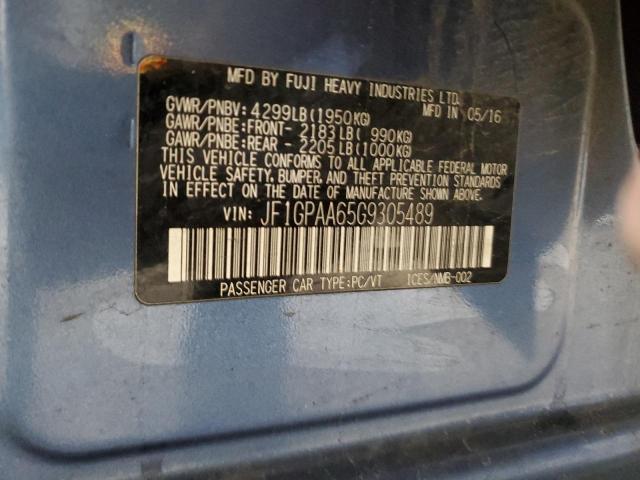 MFD BY FUJI HEAVY INDUSTRIES LTD.
GVWR/PNBV: 4299LB(1950KG) MFD IN 05/16
GAWR/PNBE:FRONT- 2183LB( 990KG)
GAWR/PNBE:REAR - 2205LB(1000KG)
THIS VEHICLE CONFORMS TO ALL APPLICABLE FEDERAL MOTOR
VEHICLE SAFETY, BUMPER, AND THEFT PREVENTION STANDARDS
IN EFFECT ON THE DATE OF MANUFACTURE SHOWN ABOVE.
VIN: JF1GPAA65G9305489
PASSENGER CAR TYPE:PC/VT ICES/NMB-002